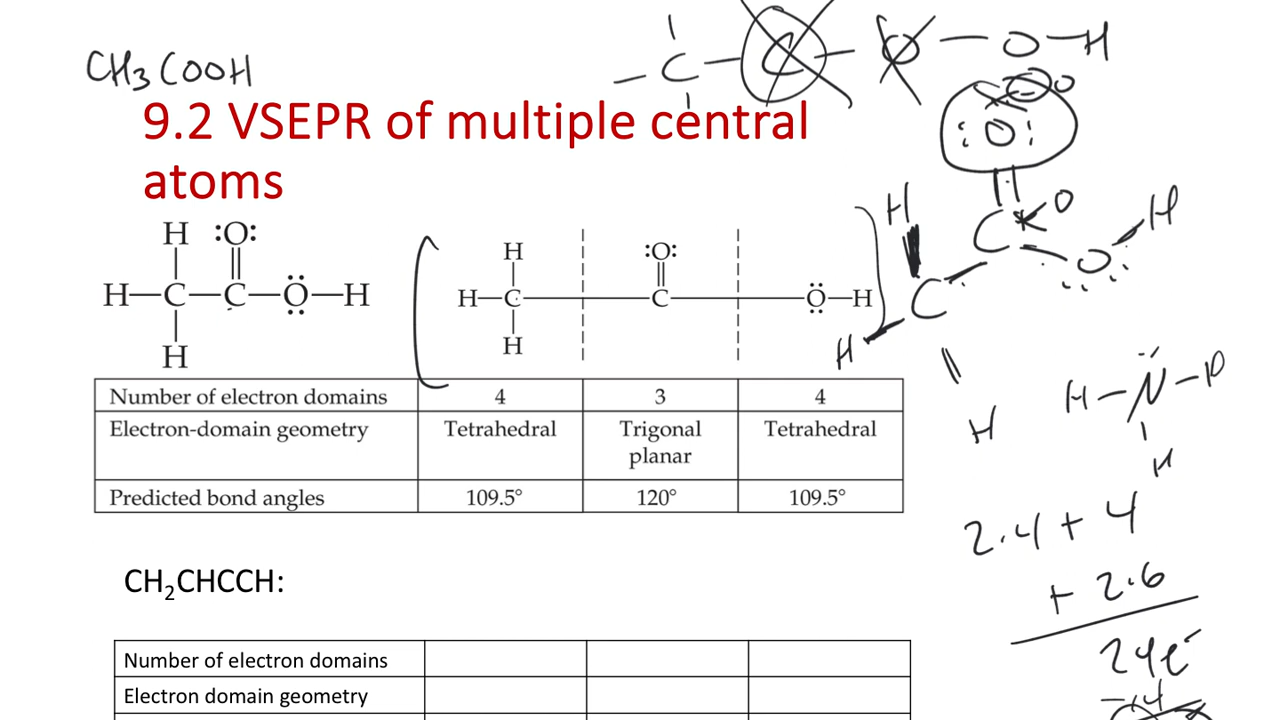 CH3COOH
C C O O H
9.2 VSEPR of multiple central
atoms
H :O:
H—C—C—O—H
H
H :O:
H—C C O—H
H
:O:
H C O H
C O
H
H
H—N—
H
Number of electron domains 4 3 4
Electron-domain geometry Tetrahedral Trigonal planar Tetrahedral
Predicted bond angles 109.5° 120° 109.5°
2.4 + 4
+ 2.6
24e-
-14
CH₂CHCCH:
Number of electron domains
Electron domain geometry